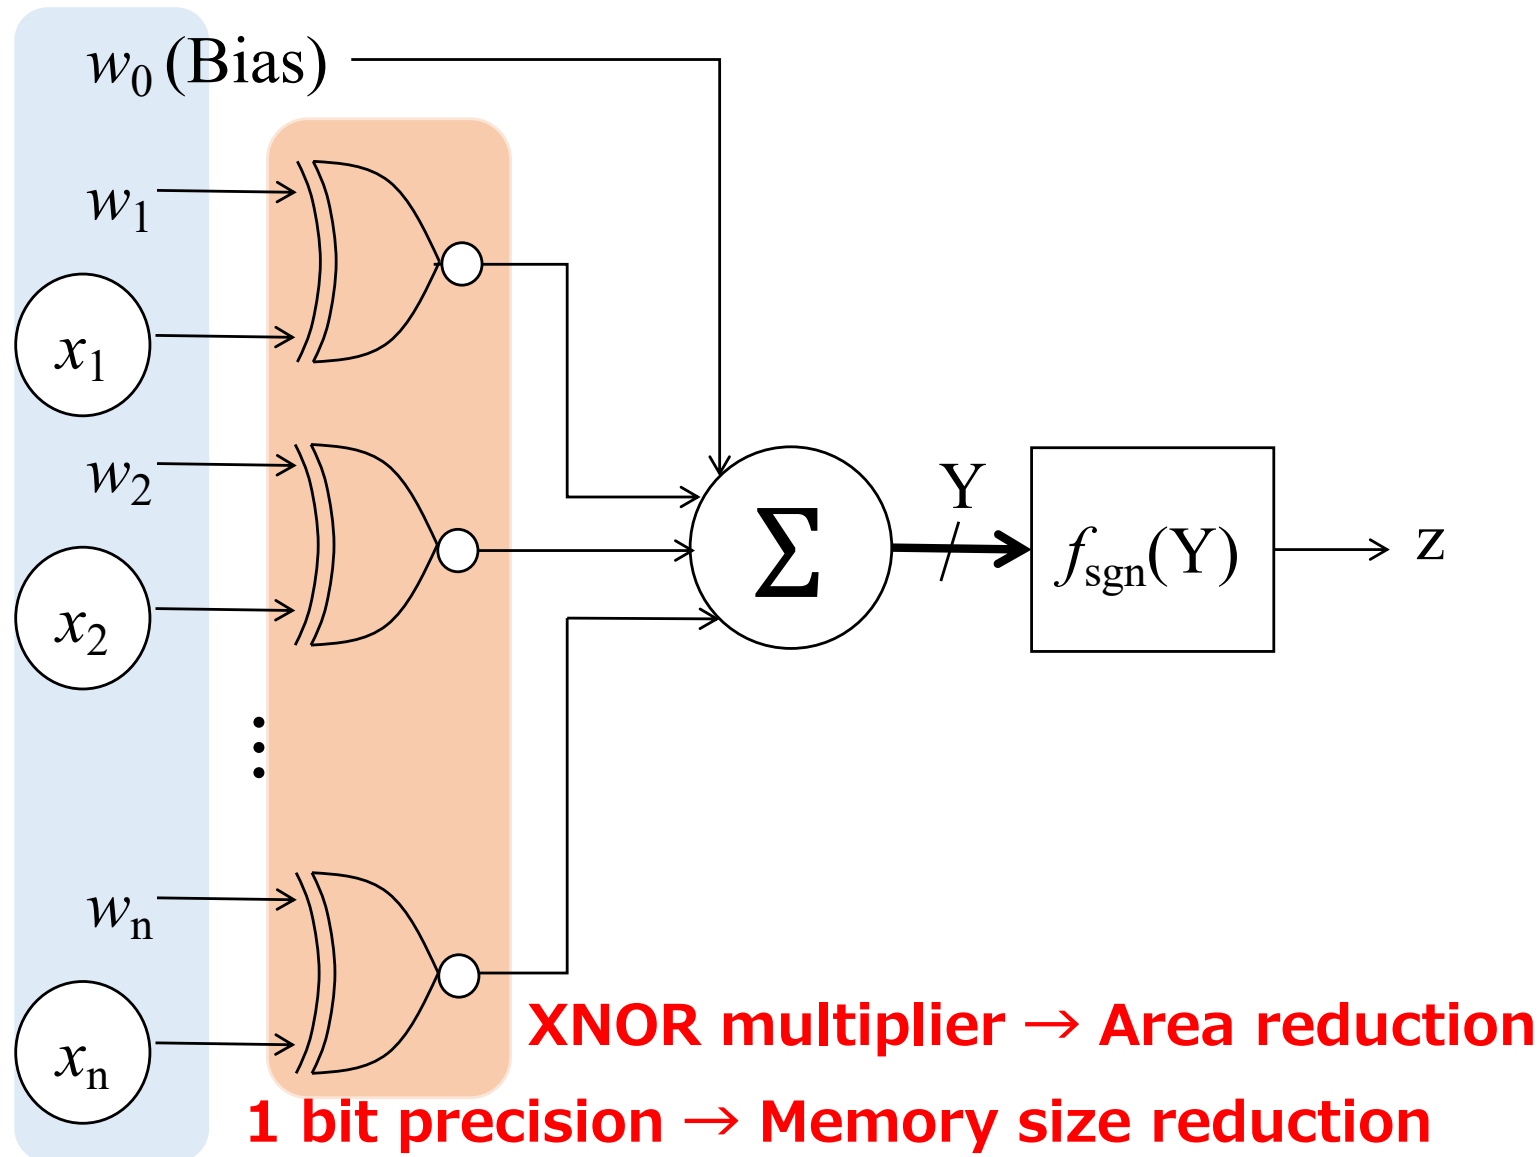 w0 (Bias)
w1
x1
w2
x2
⋮
wn
xn
Σ
Y
fsgn(Y)
z
XNOR multiplier → Area reduction
1 bit precision → Memory size reduction